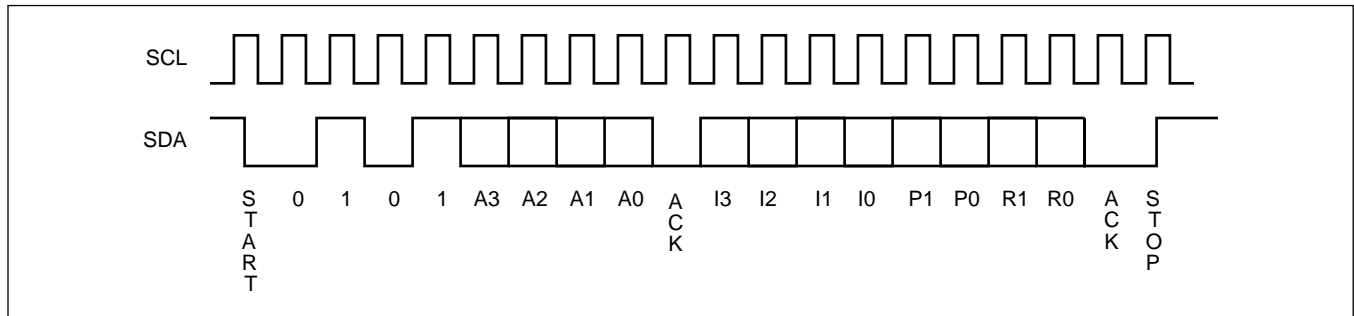 SCL
SDA
START 0 1 0 1 A3 A2 A1 A0 ACK I3 I2 I1 I0 P1 P0 R1 R0 ACK STOP